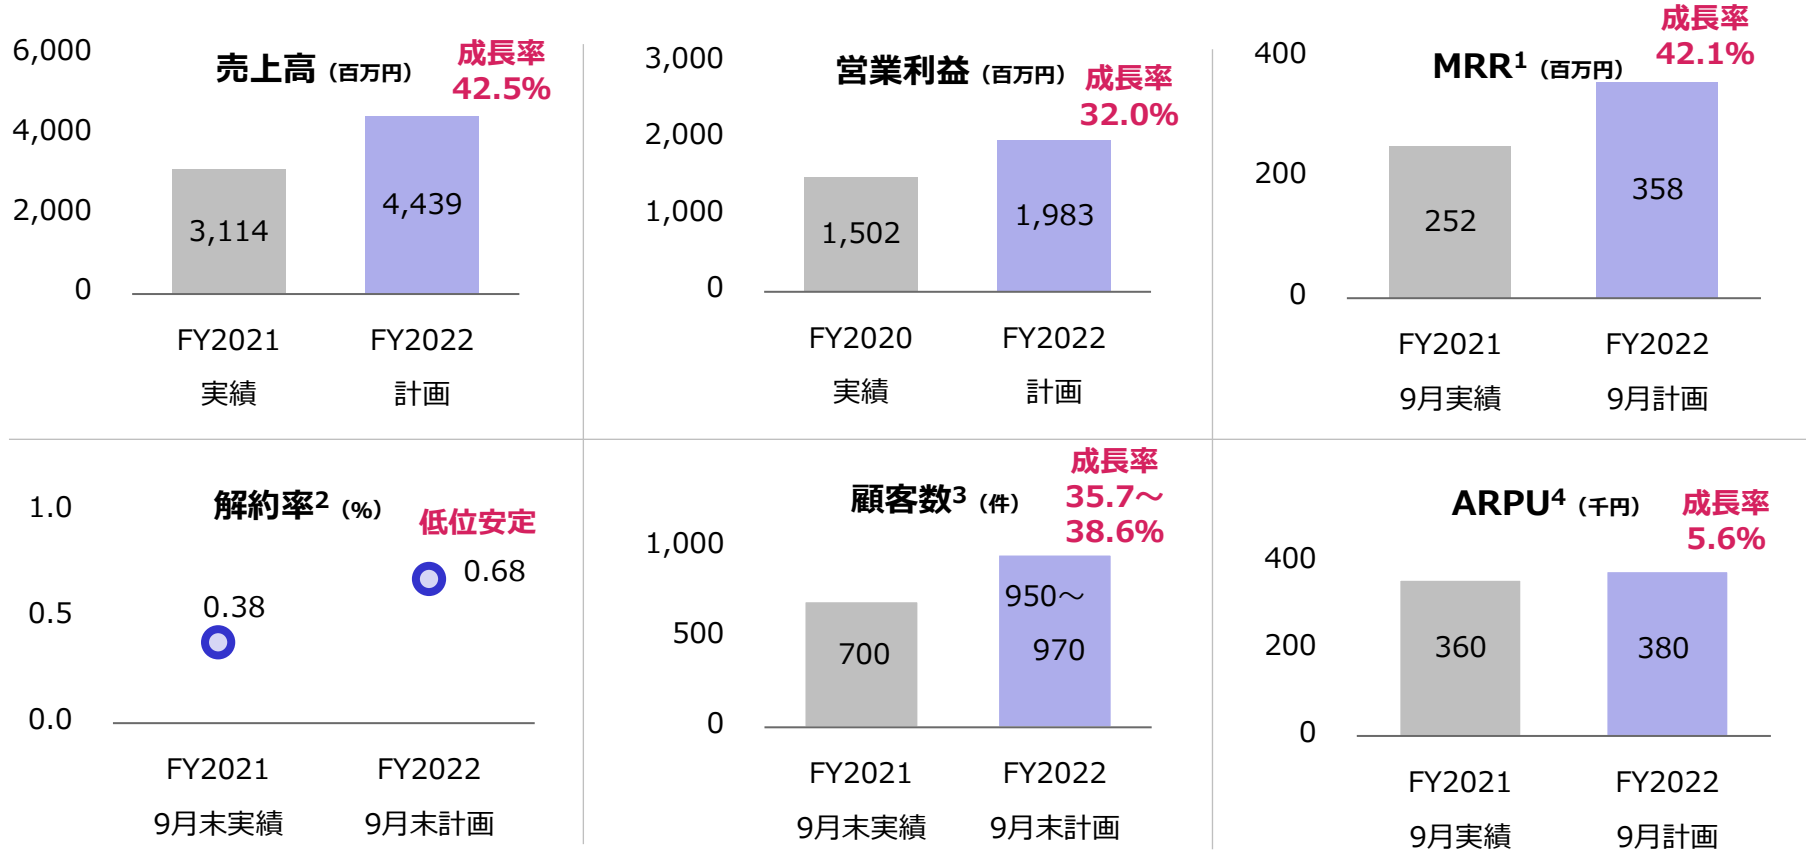 売上高（百万円）
成長率
42.5%
6,000
4,000
2,000
0
3,114
4,439
FY2021
FY2022
実績
計画
営業利益（百万円）
成長率
32.0%
3,000
2,000
1,000
0
1,502
1,983
FY2020
FY2022
実績
計画
MRR1（百万円）
成長率
42.1%
400
200
0
252
358
FY2021
FY2022
9月実績
9月計画
解約率2（%）
低位安定
1.0
0.5
0.0
0.38
0.68
FY2021
FY2022
9月末実績
9月末計画
顧客数3（件）
成長率
35.7～
38.6%
1,000
500
0
700
950～
970
FY2021
FY2022
9月末実績
9月末計画
ARPU4（千円）
成長率
5.6%
400
200
0
360
380
FY2021
FY2022
9月実績
9月計画